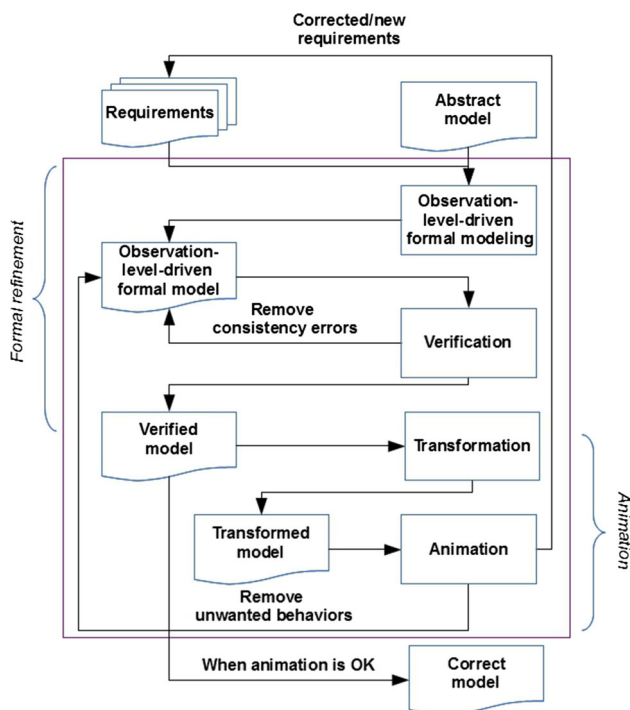 Corrected/new
requirements
Requirements
Abstract
model
Observation-
level-driven
formal modeling
Observation-
level-driven
formal model
Remove
consistency errors
Verification
Formal refinement
Verified
model
Transformation
Transformed
model
Animation
Animation
Remove
unwanted behaviors
When animation is OK
Correct
model